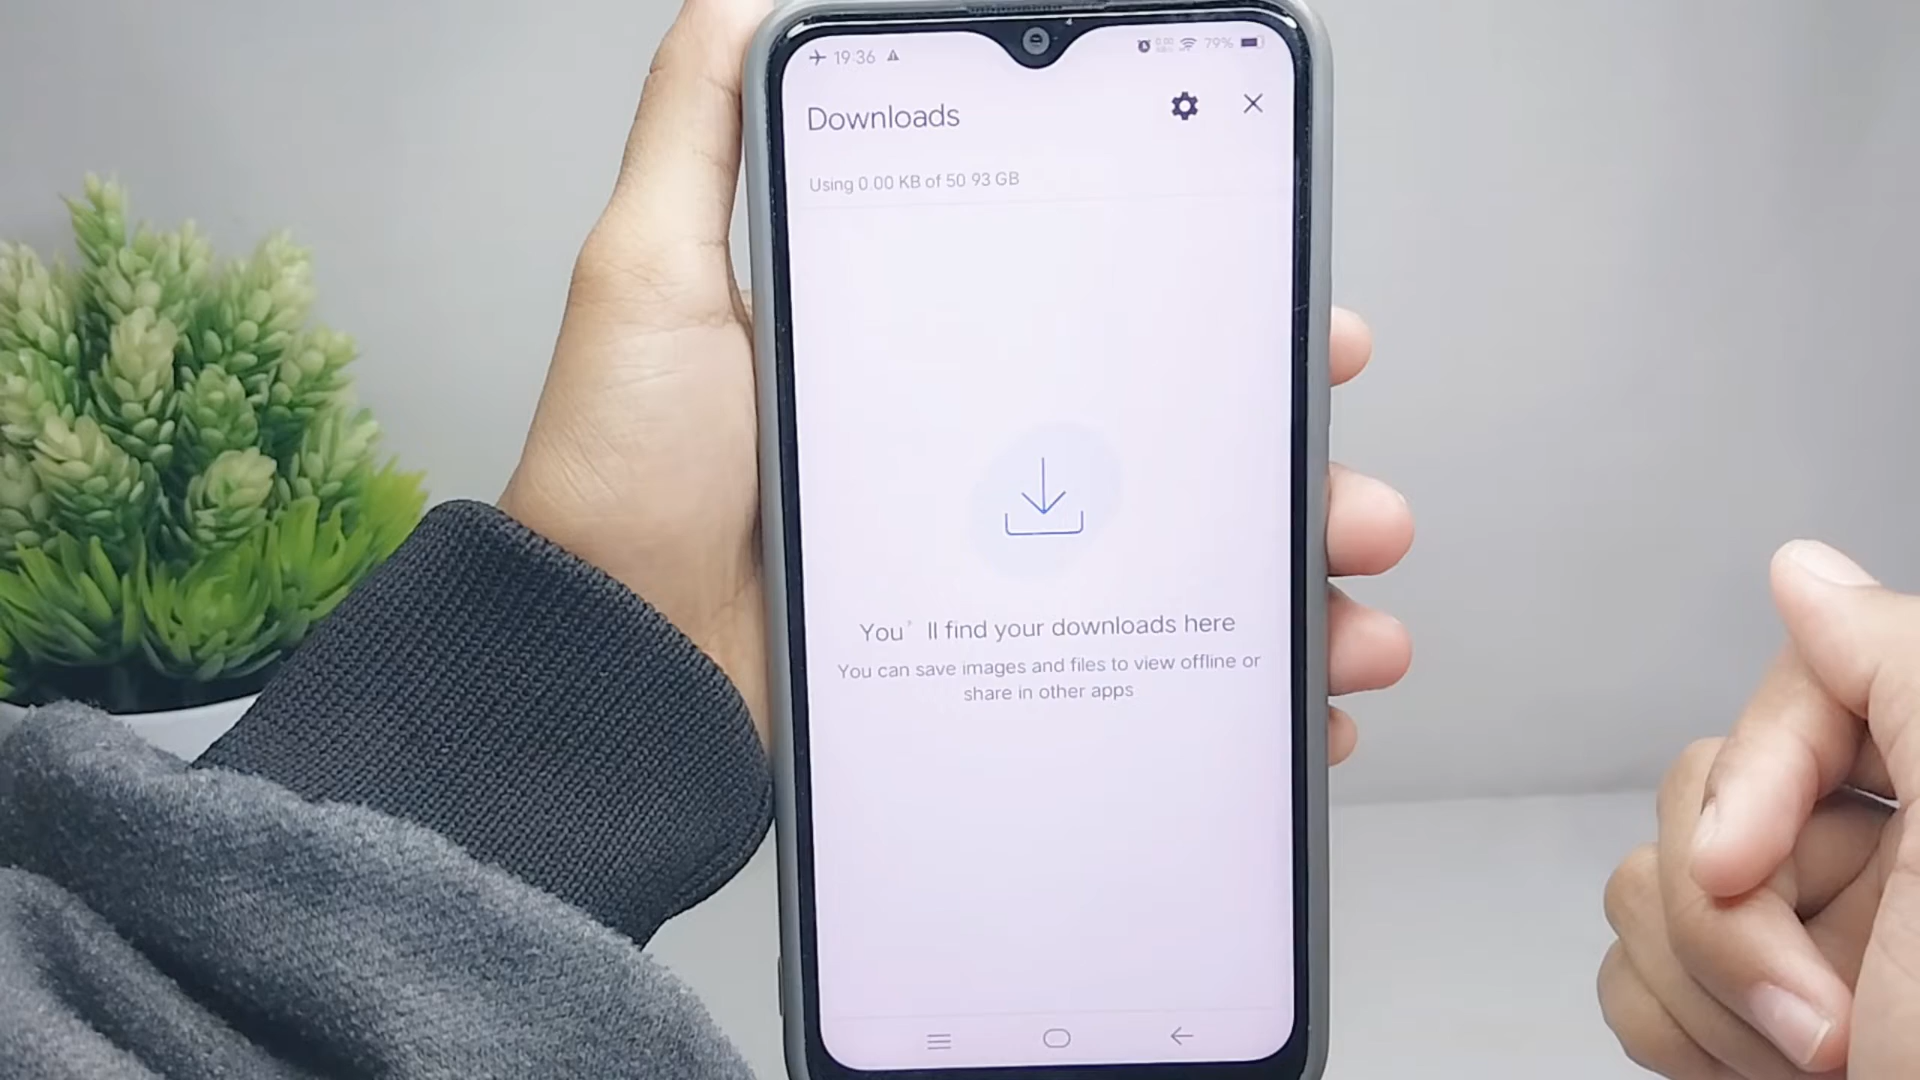 19:36
79%
Downloads
Using 0.00 KB of 50 93 GB
You’ ll find your downloads here
You can save images and files to view offline or
share in other apps